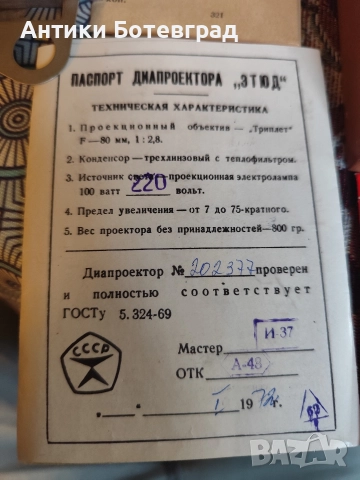 Антики Ботевград
ПАСПОРТ ДИАПРОЕКТОРА „ЭТЮД“
ТЕХНИЧЕСКАЯ ХАРАКТЕРИСТИКА
1. Проекционный объектив — „Триплет“
F—80 мм, 1 : 2,8.
2. Конденсор—трехлинзовый с теплофильтром.
3. Источник света—проекционная электролампа
100 ватт 220 вольт.
4. Предел увеличения—от 7 до 75-кратного.
5. Вес проектора без принадлежностей—800 гр.
Диапроектор № 202377 проверен
и полностью соответствует
ГОСТу 5.324-69
СССР
Мастер И-37
ОТК А-48
„ “ I 1972г.
bazar